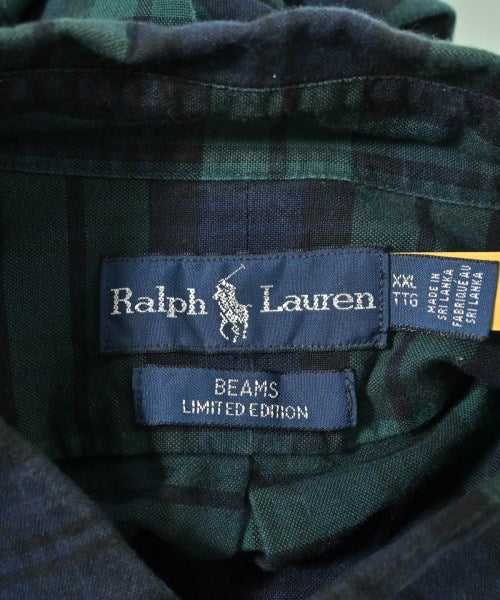 Ralph Lauren
XXL
TTG
MADE IN
SRI LANKA
FABRIQUÉ AU
SRI LANKA
BEAMS
LIMITED EDITION